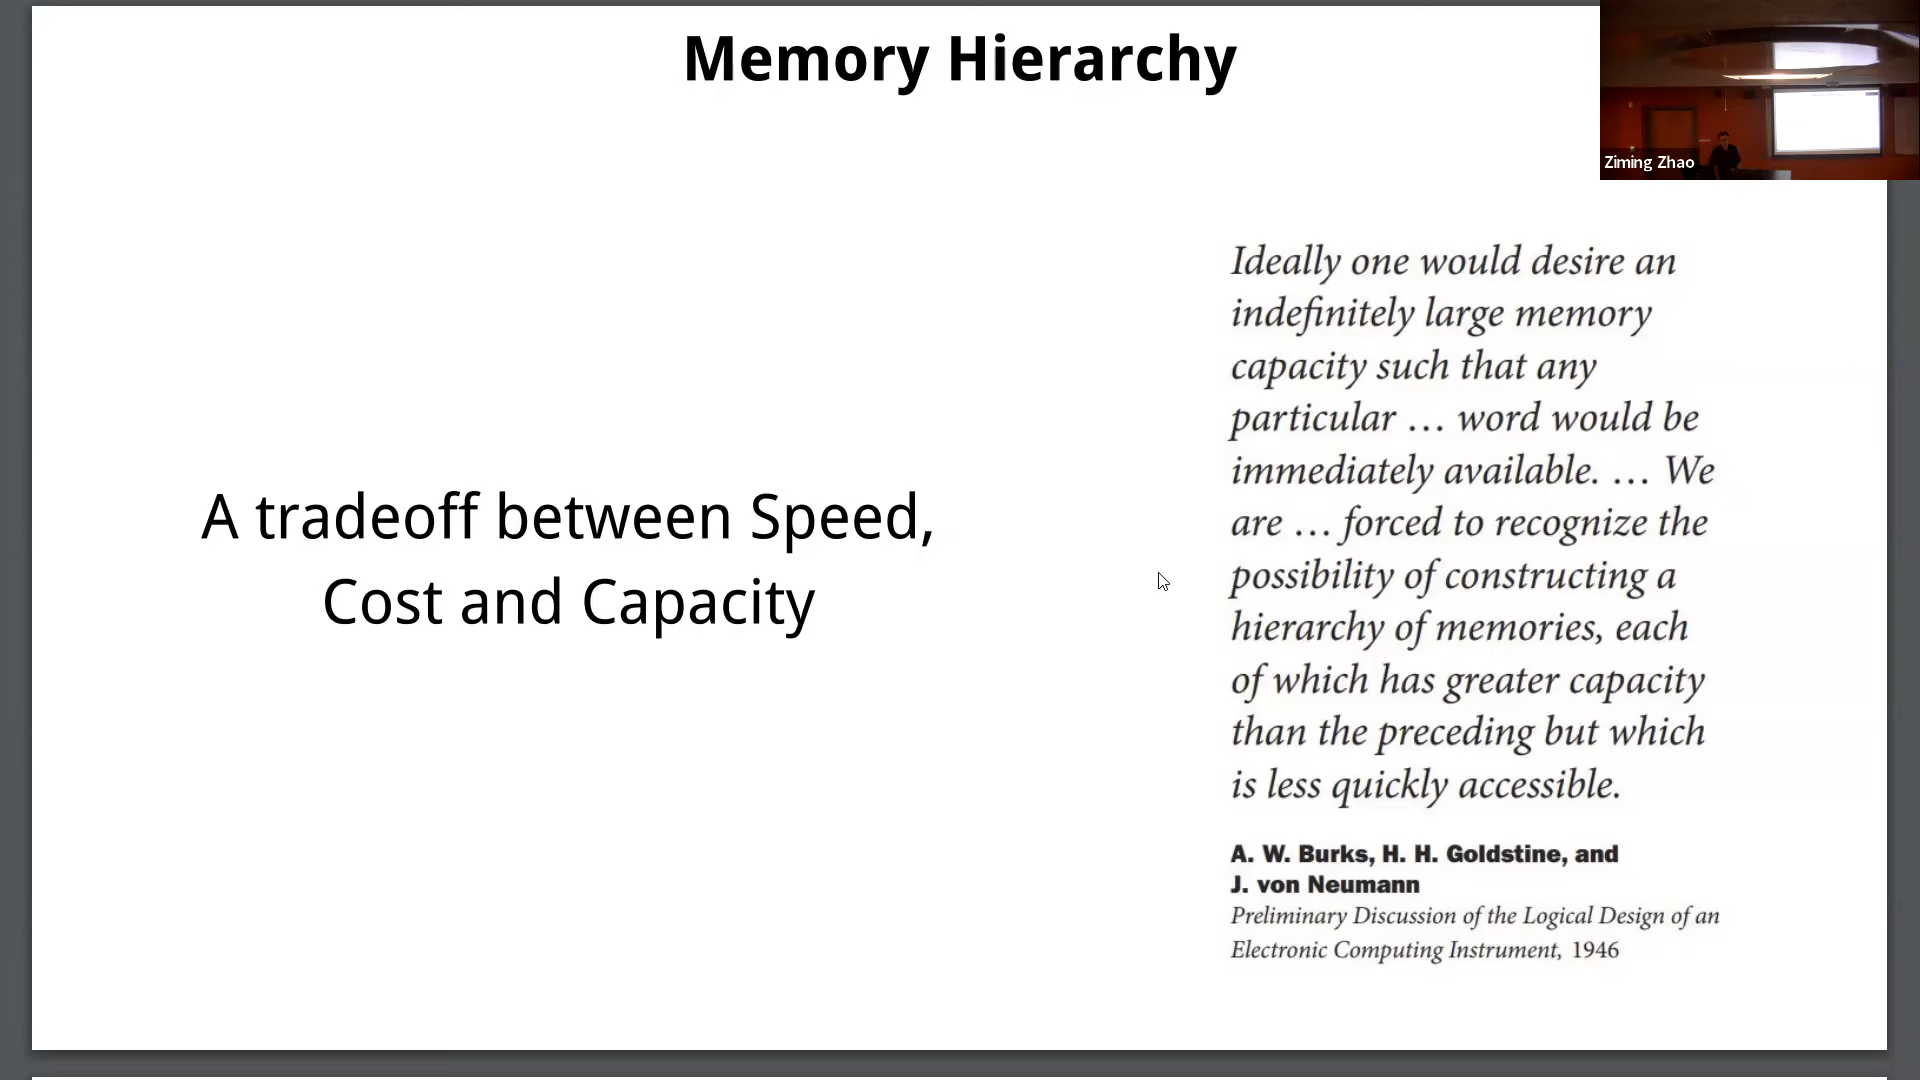 Memory Hierarchy
Ziming Zhao
A tradeoff between Speed,
Cost and Capacity
Ideally one would desire an
indefinitely large memory
capacity such that any
particular … word would be
immediately available. … We
are … forced to recognize the
possibility of constructing a
hierarchy of memories, each
of which has greater capacity
than the preceding but which
is less quickly accessible.
A. W. Burks, H. H. Goldstine, and
J. von Neumann
Preliminary Discussion of the Logical Design of an
Electronic Computing Instrument, 1946